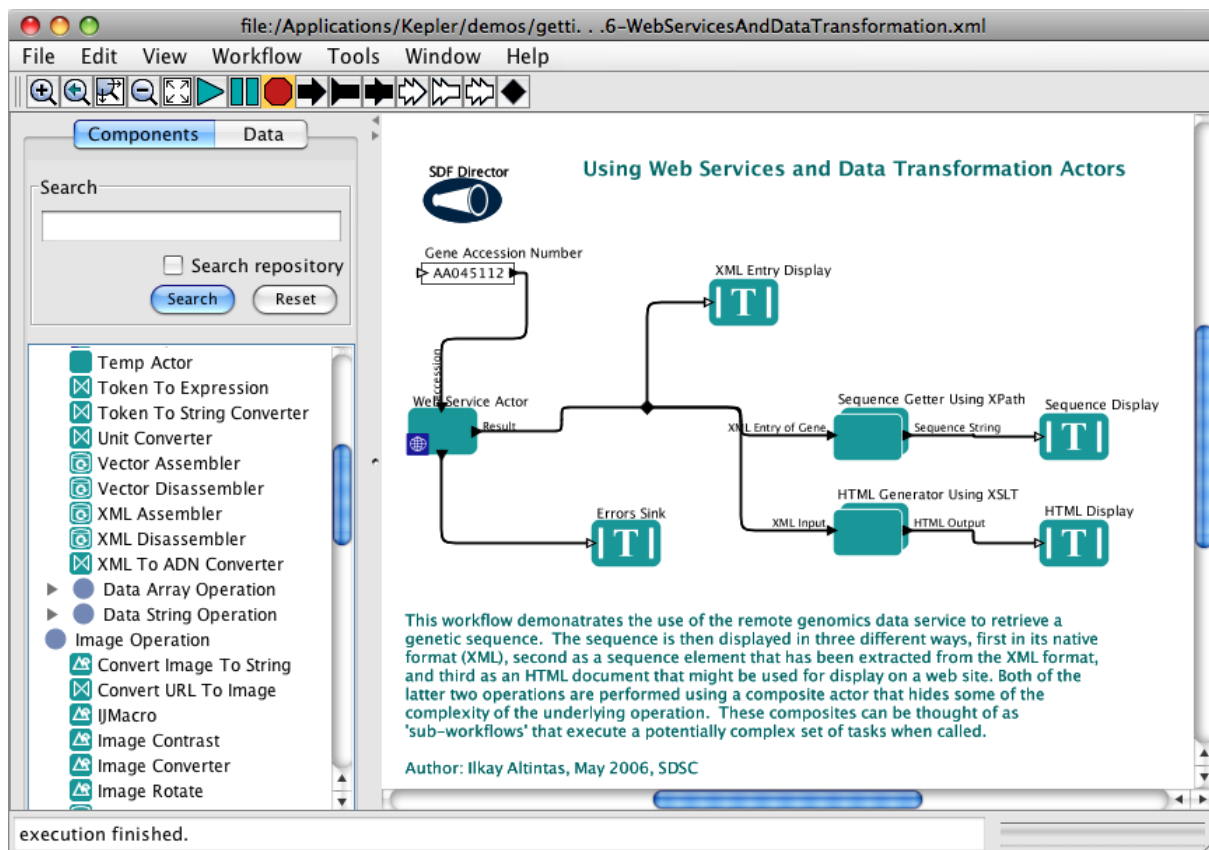 file:/Applications/Kepler/demos/getti. . .6-WebServicesAndDataTransformation.xml
File Edit View Workflow Tools Window Help
Components Data
Search
Search repository
Search Reset
Temp Actor
Token To Expression
Token To String Converter
Unit Converter
Vector Assembler
Vector Disassembler
XML Assembler
XML Disassembler
XML To ADN Converter
Data Array Operation
Data String Operation
Image Operation
Convert Image To String
Convert URL To Image
IJMacro
Image Contrast
Image Converter
Image Rotate
SDF Director
Using Web Services and Data Transformation Actors
Gene Accession Number
AA045112
XML Entry Display
T
accession
Web Service Actor
Result
XML Entry of Gene
Sequence Getter Using XPath
Sequence String
Sequence Display
T
Errors Sink
T
XML Input
HTML Generator Using XSLT
HTML Output
HTML Display
T
This workflow demonatrates the use of the remote genomics data service to retrieve a
genetic sequence. The sequence is then displayed in three different ways, first in its native
format (XML), second as a sequence element that has been extracted from the XML format,
and third as an HTML document that might be used for display on a web site. Both of the
latter two operations are performed using a composite actor that hides some of the
complexity of the underlying operation. These composites can be thought of as
'sub-workflows' that execute a potentially complex set of tasks when called.
Author: Ilkay Altintas, May 2006, SDSC
execution finished.